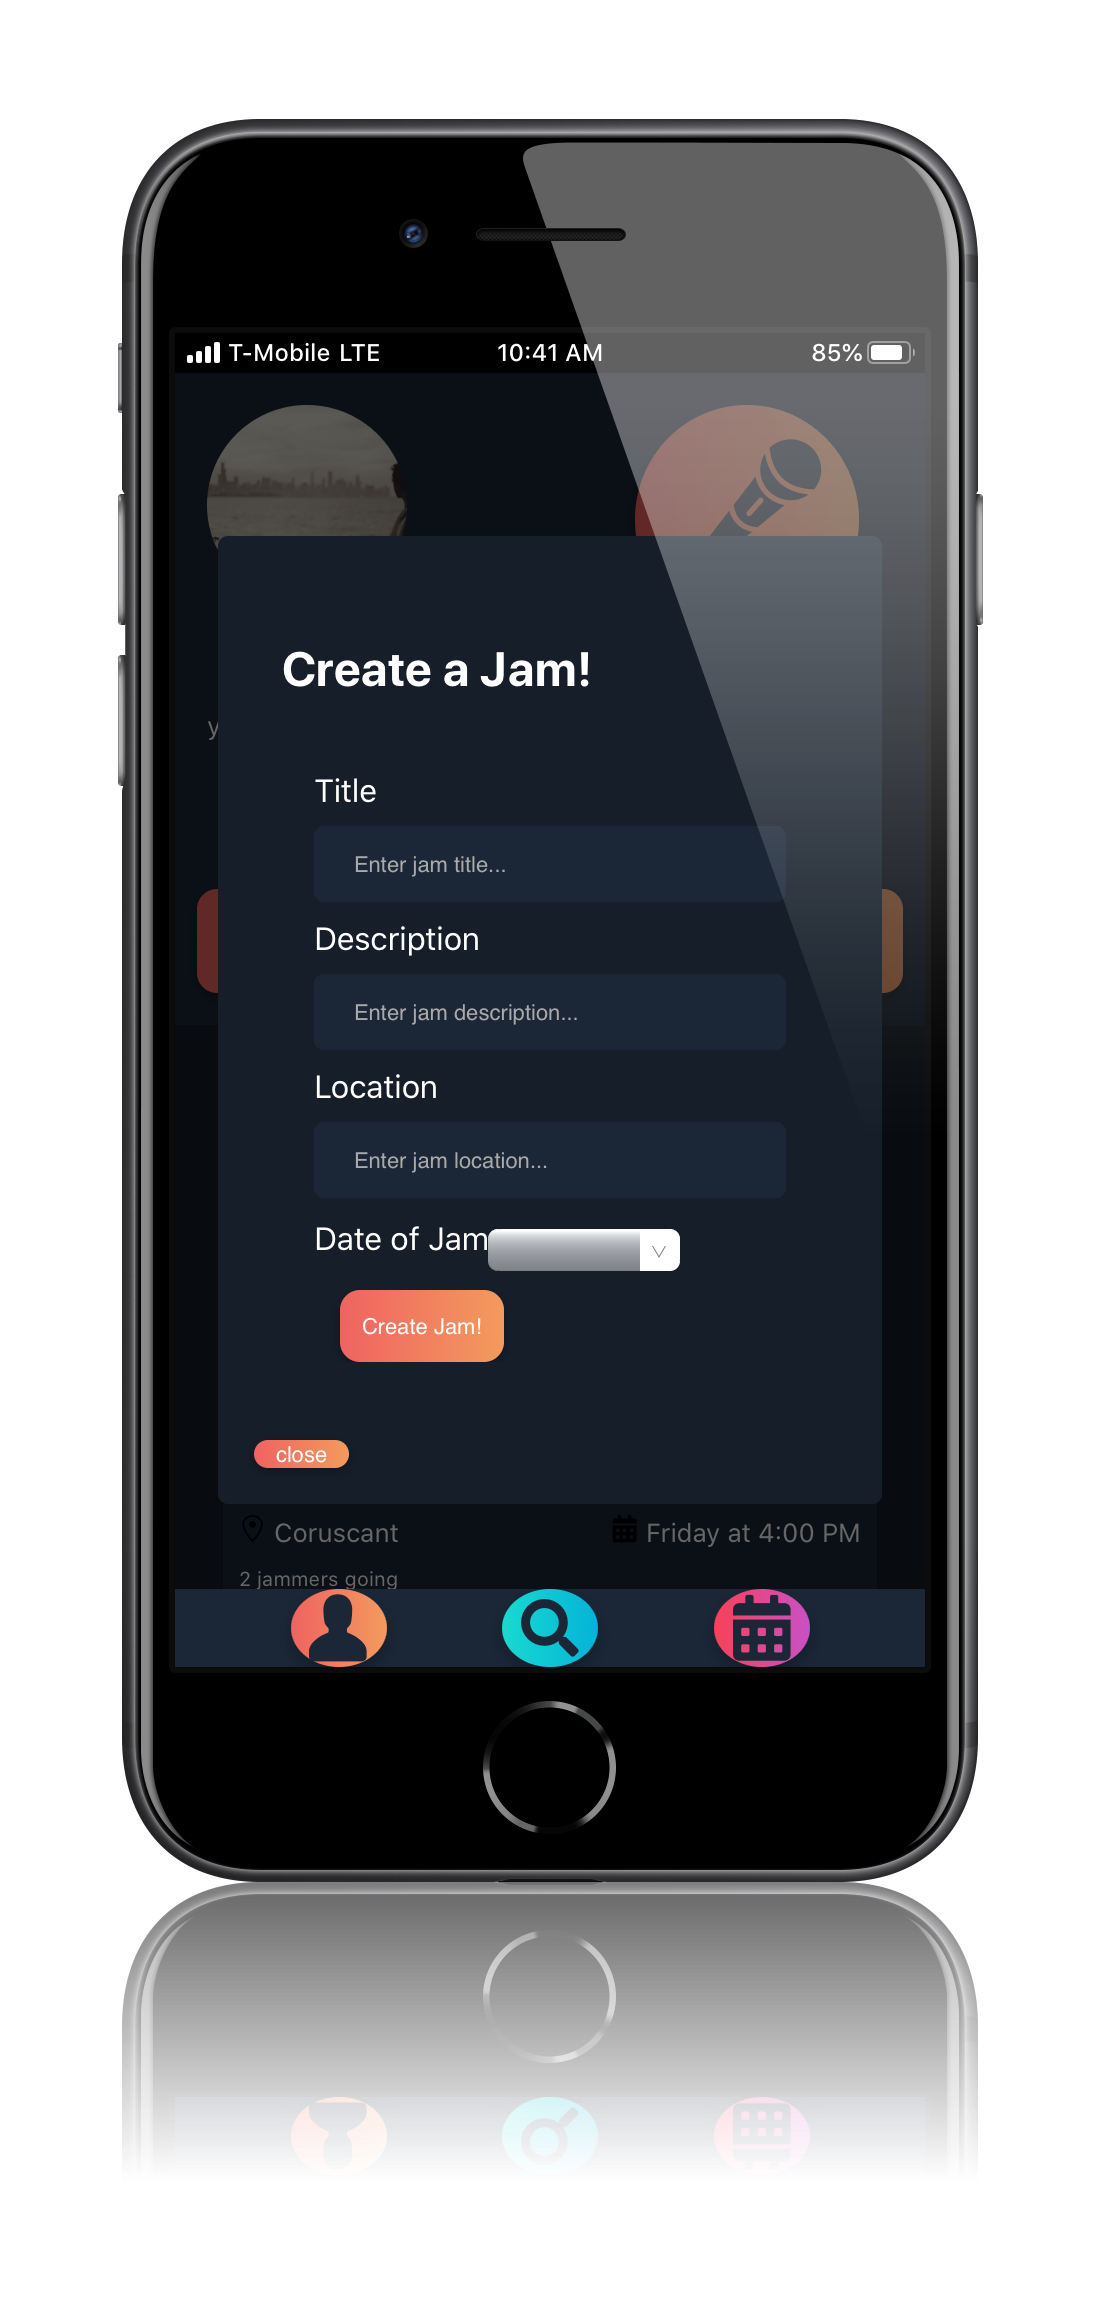 T-Mobile LTE 10:41 AM 85%
Create a Jam!
y
Title
Enter jam title...
Description
Enter jam description...
Location
Enter jam location...
Date of Jam
Create Jam!
close
Coruscant Friday at 4:00 PM
2 jammers going